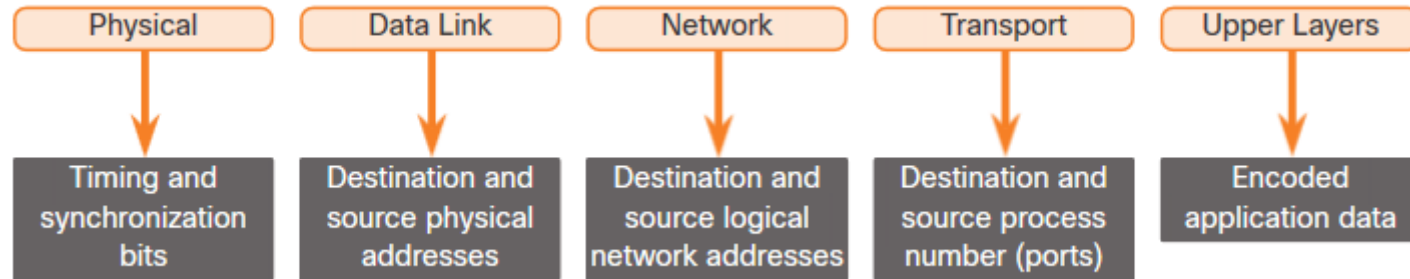 Physical
Data Link
Network
Transport
Upper Layers
Timing and
synchronization
bits
Destination and
source physical
addresses
Destination and
source logical
network addresses
Destination and
source process
number (ports)
Encoded
application data